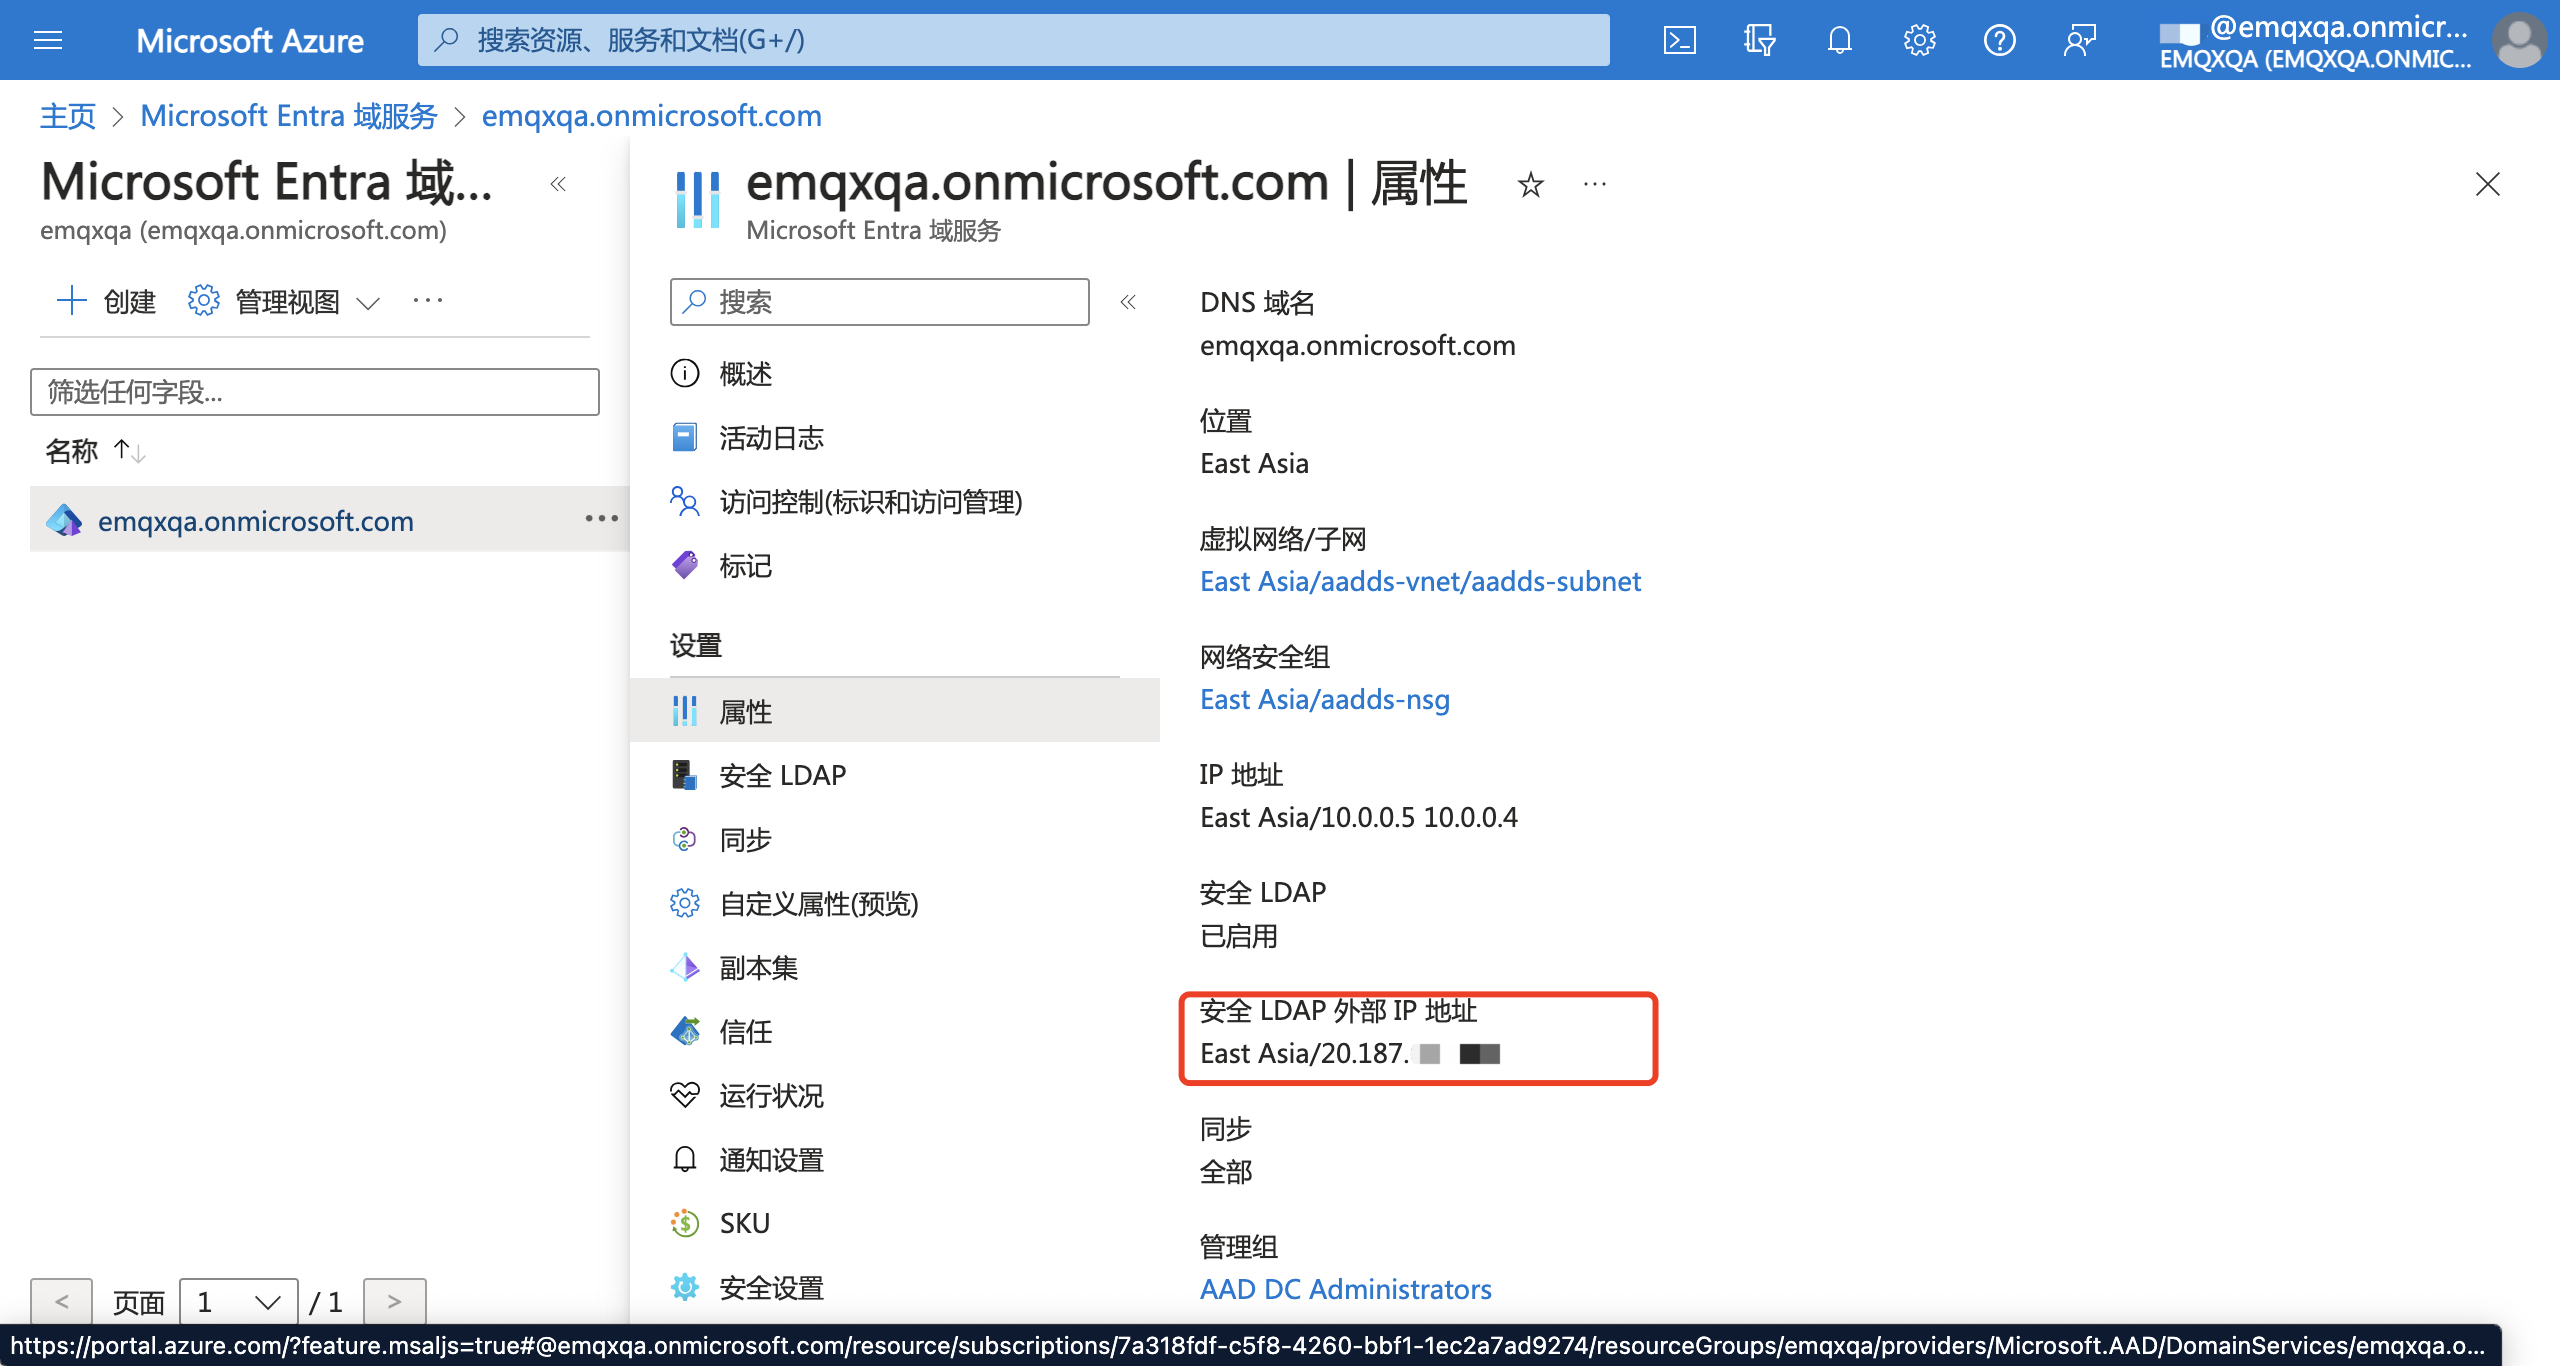 Microsoft Azure
搜索资源、服务和文档(G+/)
@emqxqa.onmicr...
EMQXQA (EMQXQA.ONMIC...
主页 > Microsoft Entra 域服务 > emqxqa.onmicrosoft.com
Microsoft Entra 域...
emqxqa (emqxqa.onmicrosoft.com)
创建
管理视图
筛选任何字段...
名称
emqxqa.onmicrosoft.com
< 页面 1 / 1 >
emqxqa.onmicrosoft.com | 属性
Microsoft Entra 域服务
搜索
概述
活动日志
访问控制(标识和访问管理)
标记
设置
属性
安全 LDAP
同步
自定义属性(预览)
副本集
信任
运行状况
通知设置
SKU
安全设置
DNS 域名
emqxqa.onmicrosoft.com
位置
East Asia
虚拟网络/子网
East Asia/aadds-vnet/aadds-subnet
网络安全组
East Asia/aadds-nsg
IP 地址
East Asia/10.0.0.5 10.0.0.4
安全 LDAP
已启用
安全 LDAP 外部 IP 地址
East Asia/20.187.
同步
全部
管理组
AAD DC Administrators
https://portal.azure.com/?feature.msaljs=true#@emqxqa.onmicrosoft.com/resource/subscriptions/7a318fdf-c5f8-4260-bbf1-1ec2a7ad9274/resourceGroups/emqxqa/providers/Microsoft.AAD/DomainServices/emqxqa.o...